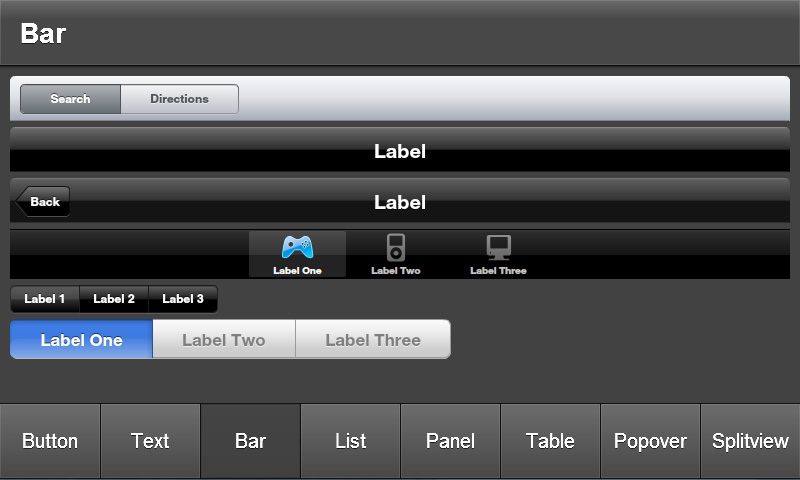 Bar
Search Directions
Label
Back Label
Label One Label Two Label Three
Label 1 Label 2 Label 3
Label One Label Two Label Three
Button Text Bar List Panel Table Popover Splitview